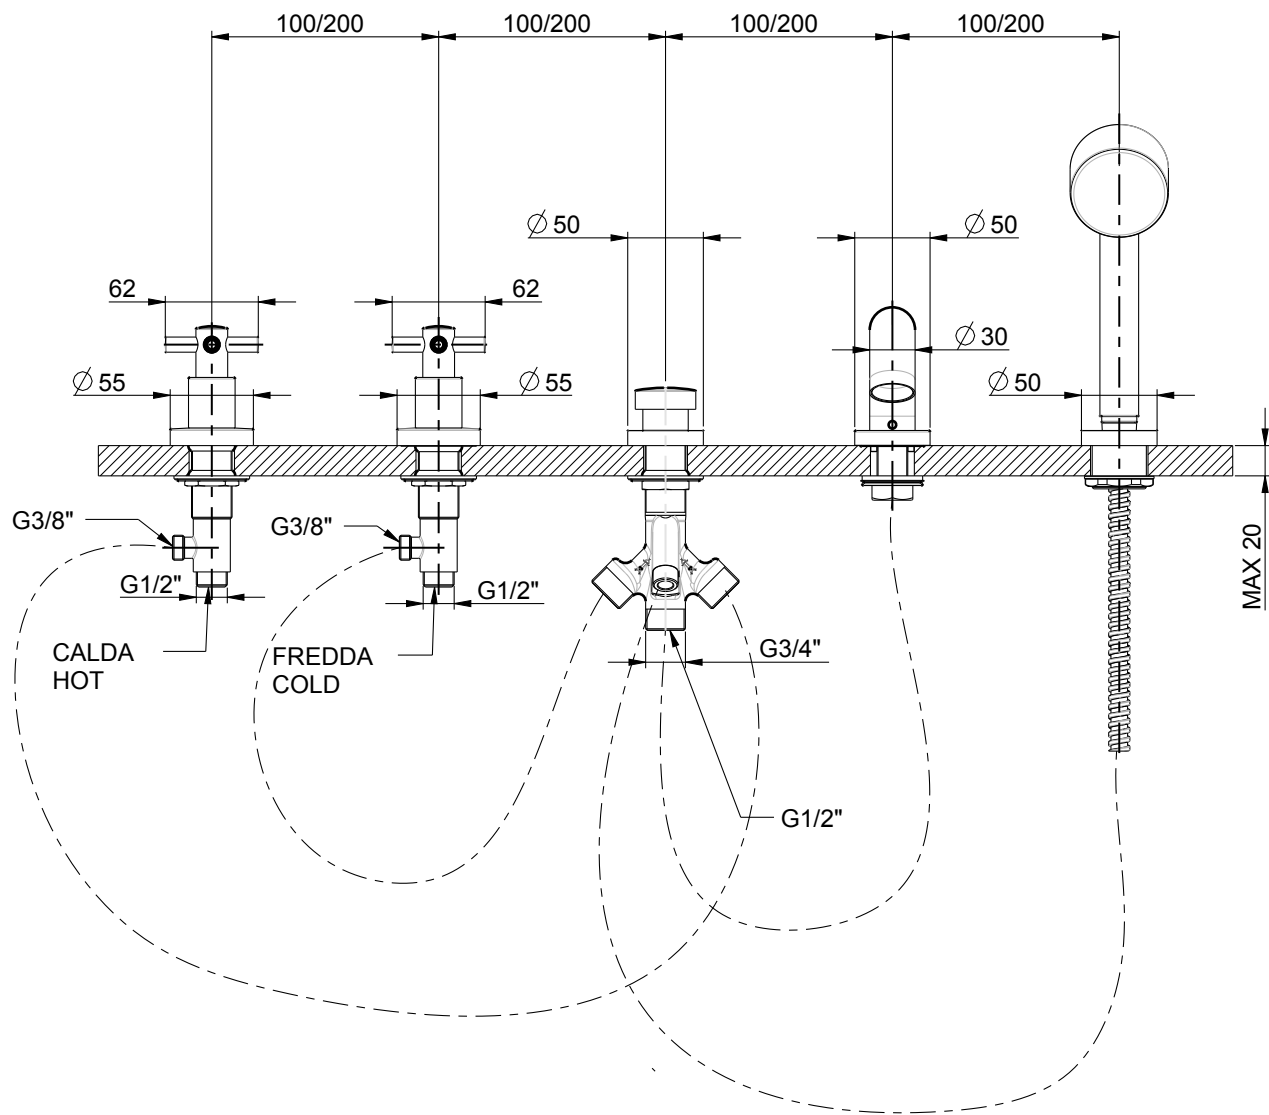 100/200 100/200 100/200 100/200
Ø 50 Ø 50
62 62
Ø 30
Ø 55 Ø 55 Ø 50
G3/8" G3/8"
MAX 20
G1/2" G1/2"
CALDA
HOT
FREDDA
COLD
G3/4"
G1/2"